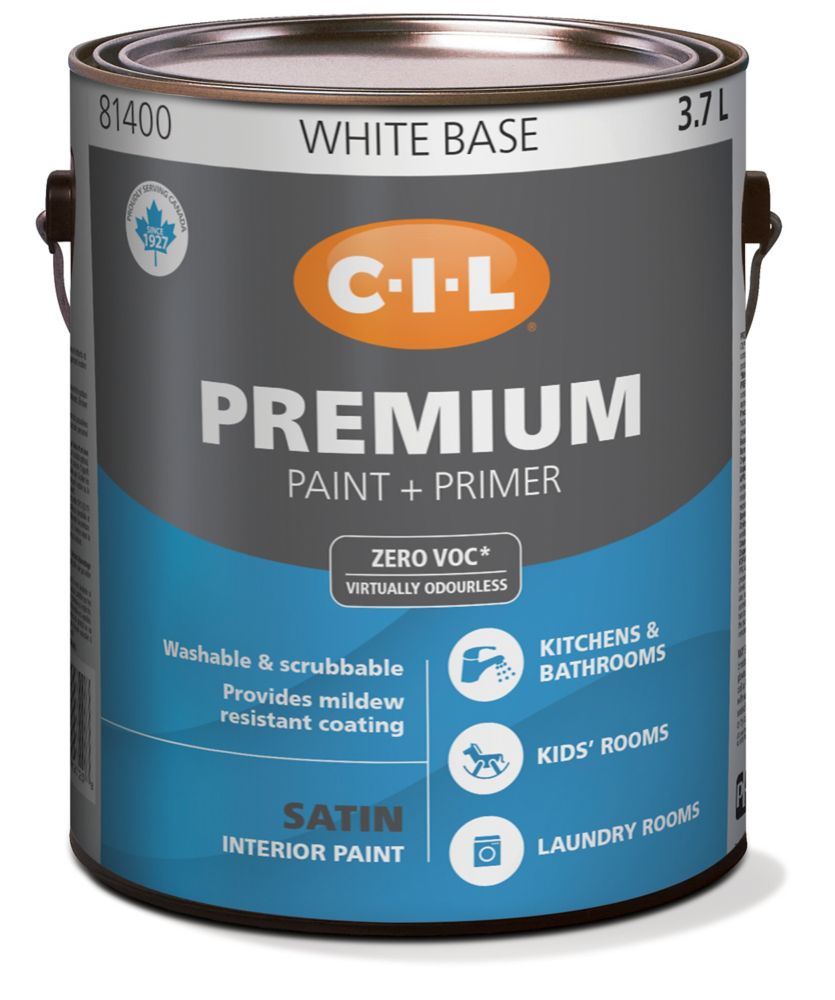 81400
WHITE BASE
3.7 L
PROUDLY SERVING CANADA
SINCE
1927
C·I·L®
PREMIUM
PAINT + PRIMER
ZERO VOC*
VIRTUALLY ODOURLESS
Washable & scrubbable
Provides mildew
resistant coating
SATIN
INTERIOR PAINT
KITCHENS &
BATHROOMS
KIDS' ROOMS
LAUNDRY ROOMS